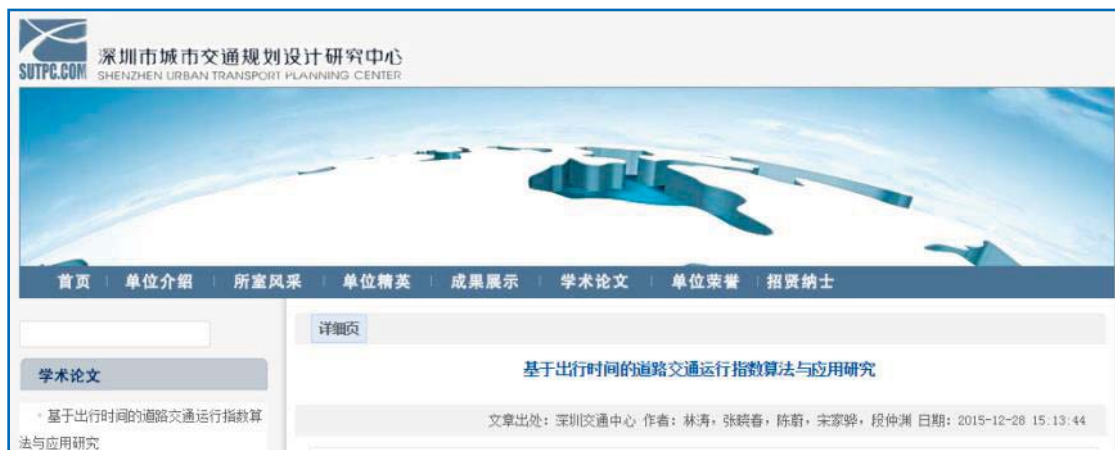 深圳市城市交通规划设计研究中心
SUTPC.COM
SHENZHEN URBAN TRANSPORT PLANNING CENTER
首页 单位介绍 所室风采 单位精英 成果展示 学术论文 单位荣誉 招贤纳士
详细页
学术论文
基于出行时间的道路交通运行指数算
法与应用研究
基于出行时间的道路交通运行指数算法与应用研究
文章出处：深圳交通中心 作者：林涛，张晓春，陈蔚，宋家骅，段仲渊 日期：2015-12-28 15:13:44